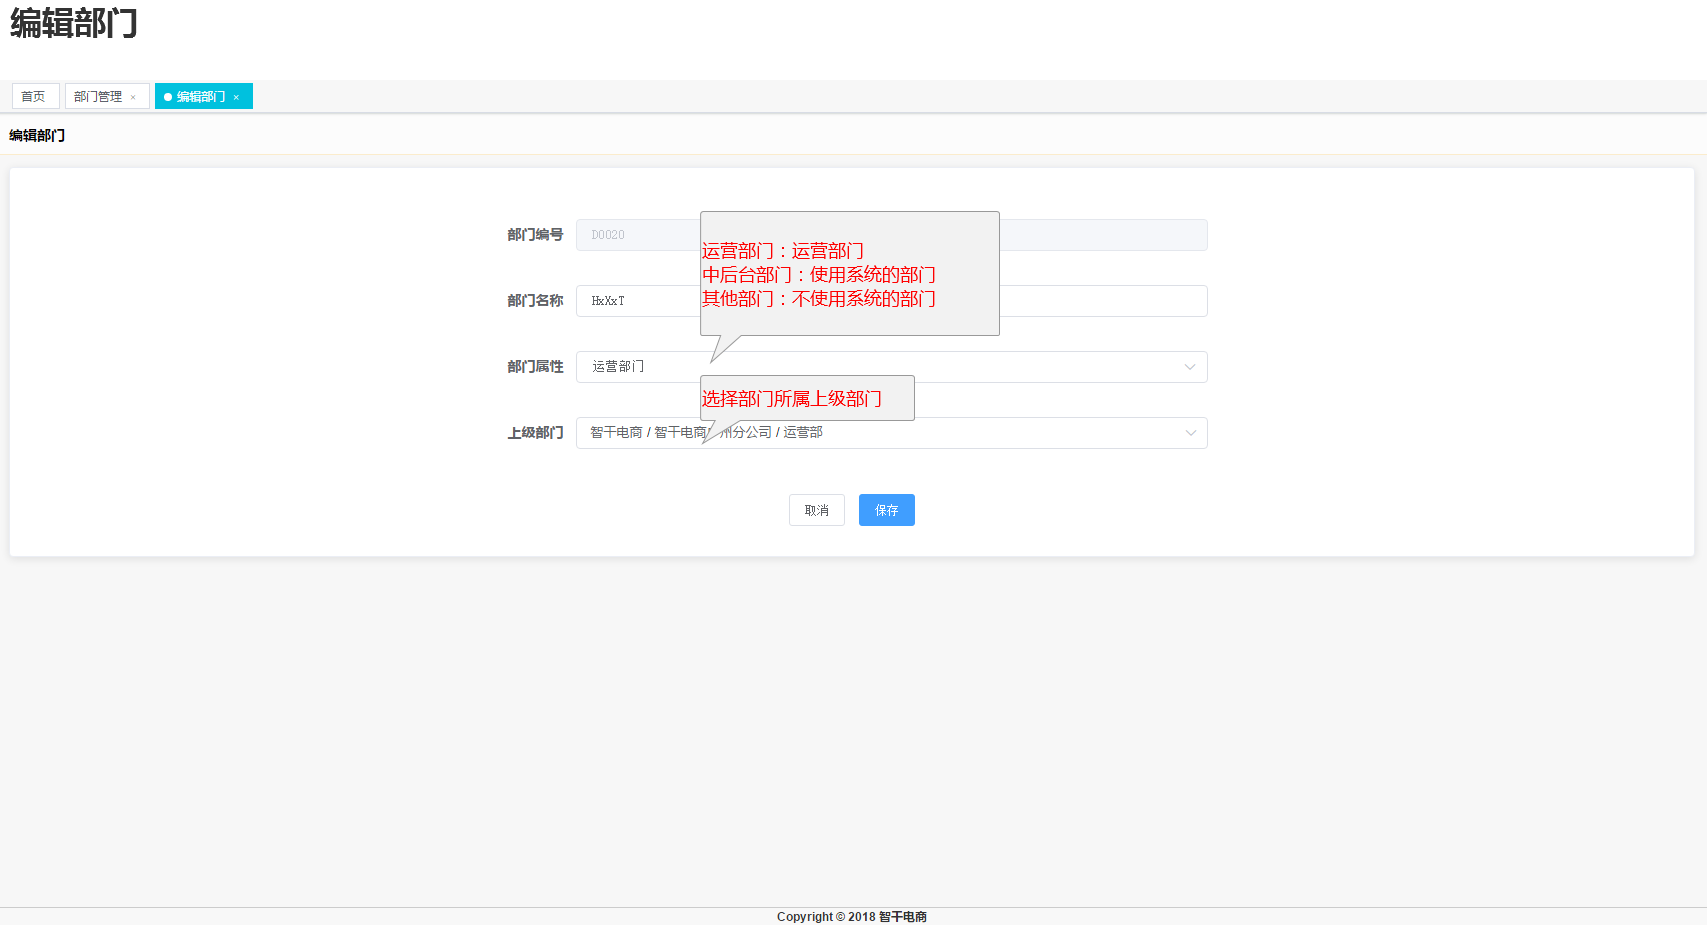 编辑部门
首页
部门管理 ×
编辑部门 ×
编辑部门
部门编号 D0020
运营部门：运营部门
中后台部门：使用系统的部门
其他部门：不使用系统的部门
部门名称 HxXxT
部门属性 运营部门
选择部门所属上级部门
上级部门 智干电商 / 智干电商 州分公司 / 运营部
取消 保存
Copyright © 2018 智干电商